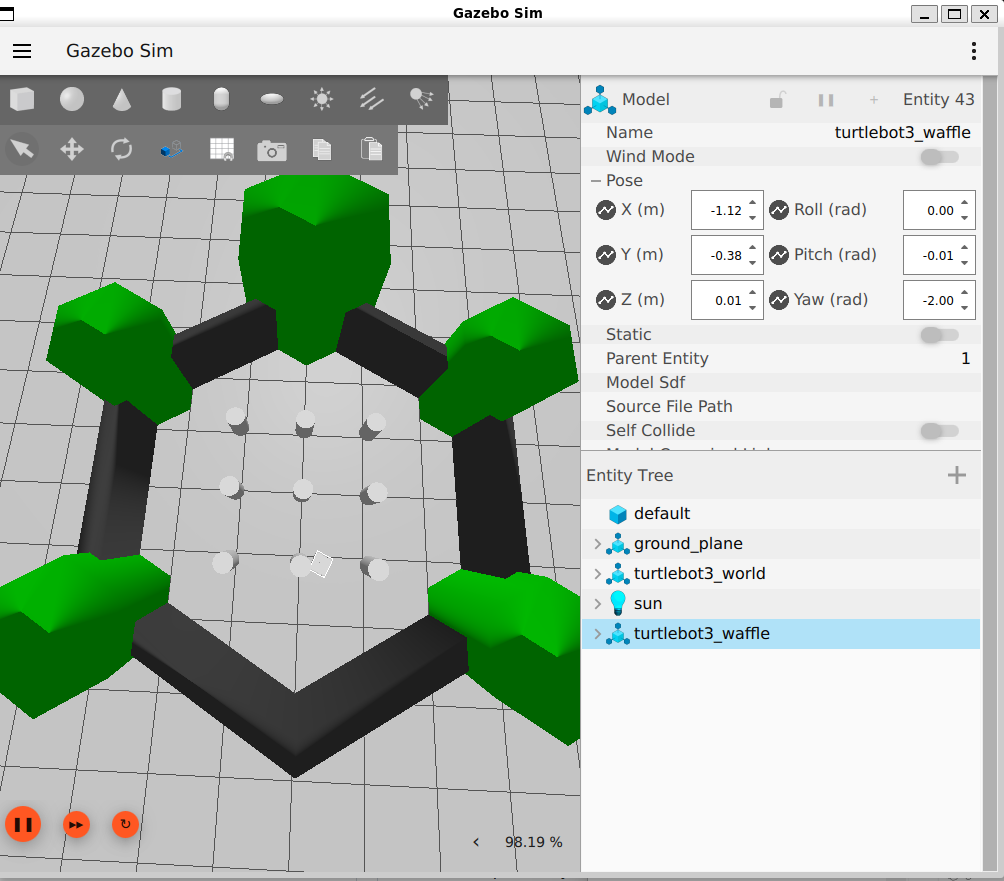 Gazebo Sim
Gazebo Sim
Model Entity 43
Name turtlebot3_waffle
Wind Mode
Pose
X (m) -1.12 Roll (rad) 0.00
Y (m) -0.38 Pitch (rad) -0.01
Z (m) 0.01 Yaw (rad) -2.00
Static
Parent Entity 1
Model Sdf
Source File Path
Self Collide
Entity Tree
default
ground_plane
turtlebot3_world
sun
turtlebot3_waffle
98.19 %